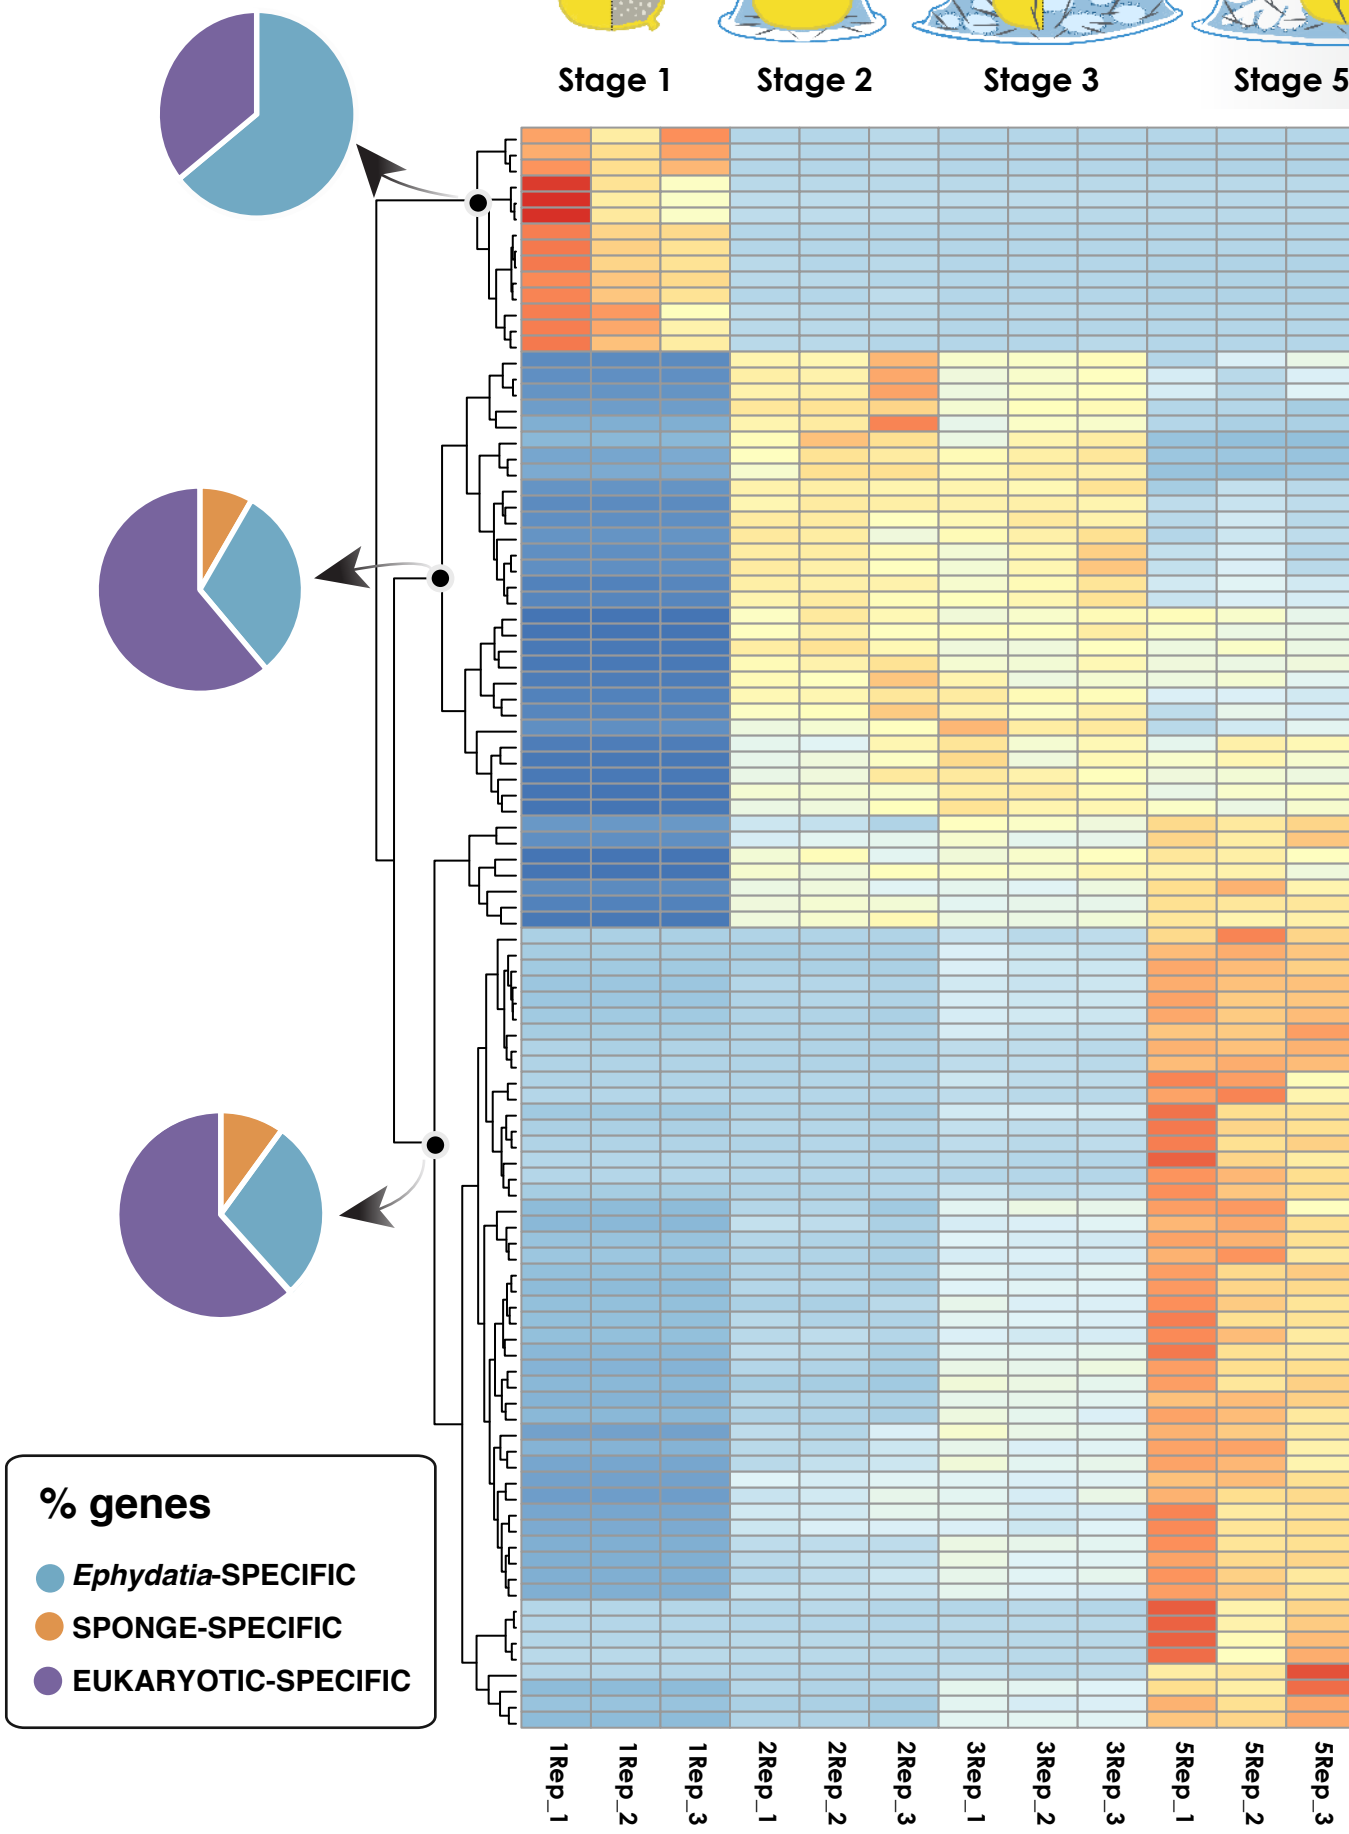 Stage 1 Stage 2 Stage 3 Stage 5
% genes
Ephydatia-SPECIFIC
SPONGE-SPECIFIC
EUKARYOTIC-SPECIFIC
1Rep_1 1Rep_2 1Rep_3 2Rep_1 2Rep_2 2Rep_3 3Rep_1 3Rep_2 3Rep_3 5Rep_1 5Rep_2 5Rep_3